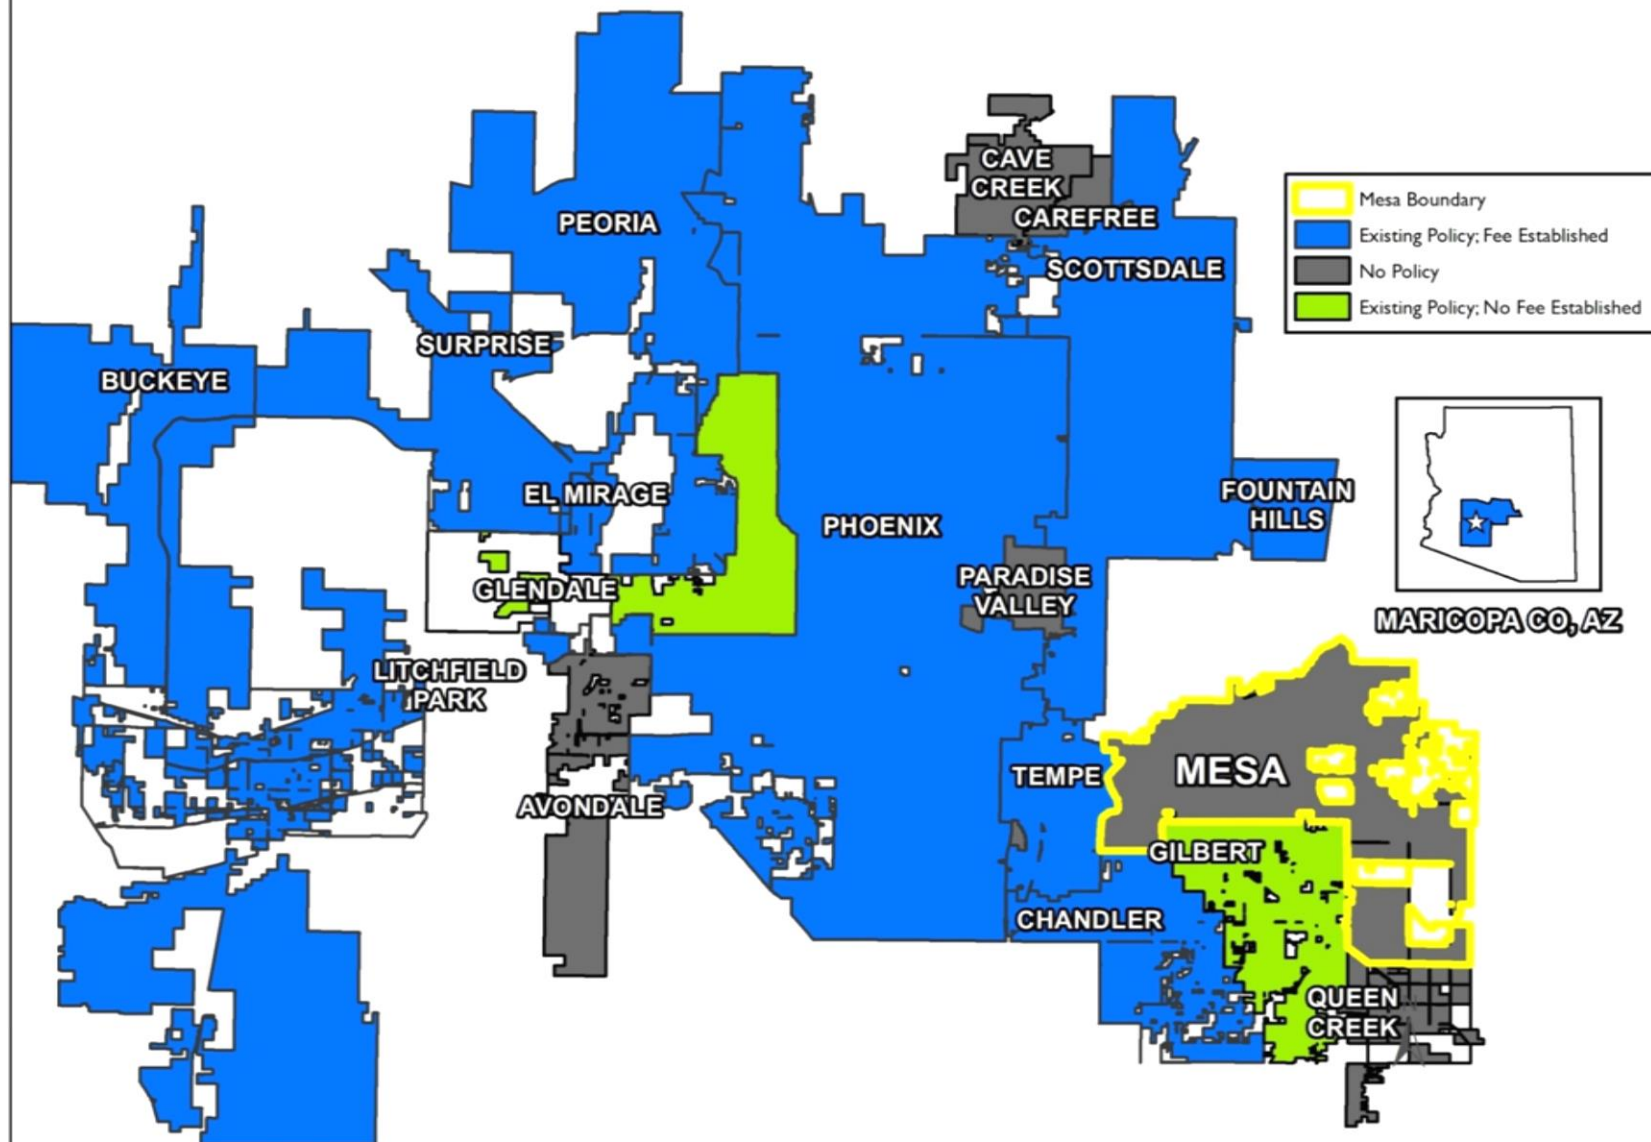 CAVE
CREEK
CAREFREE
PEORIA
SCOTTSDALE
Mesa Boundary
Existing Policy; Fee Established
No Policy
Existing Policy; No Fee Established
SURPRISE
BUCKEYE
EL MIRAGE
PHOENIX
FOUNTAIN
HILLS
GLENDALE
PARADISE
VALLEY
MARICOPA CO, AZ
LITCHFIELD
PARK
AVONDALE
TEMPE
MESA
GILBERT
CHANDLER
QUEEN
CREEK